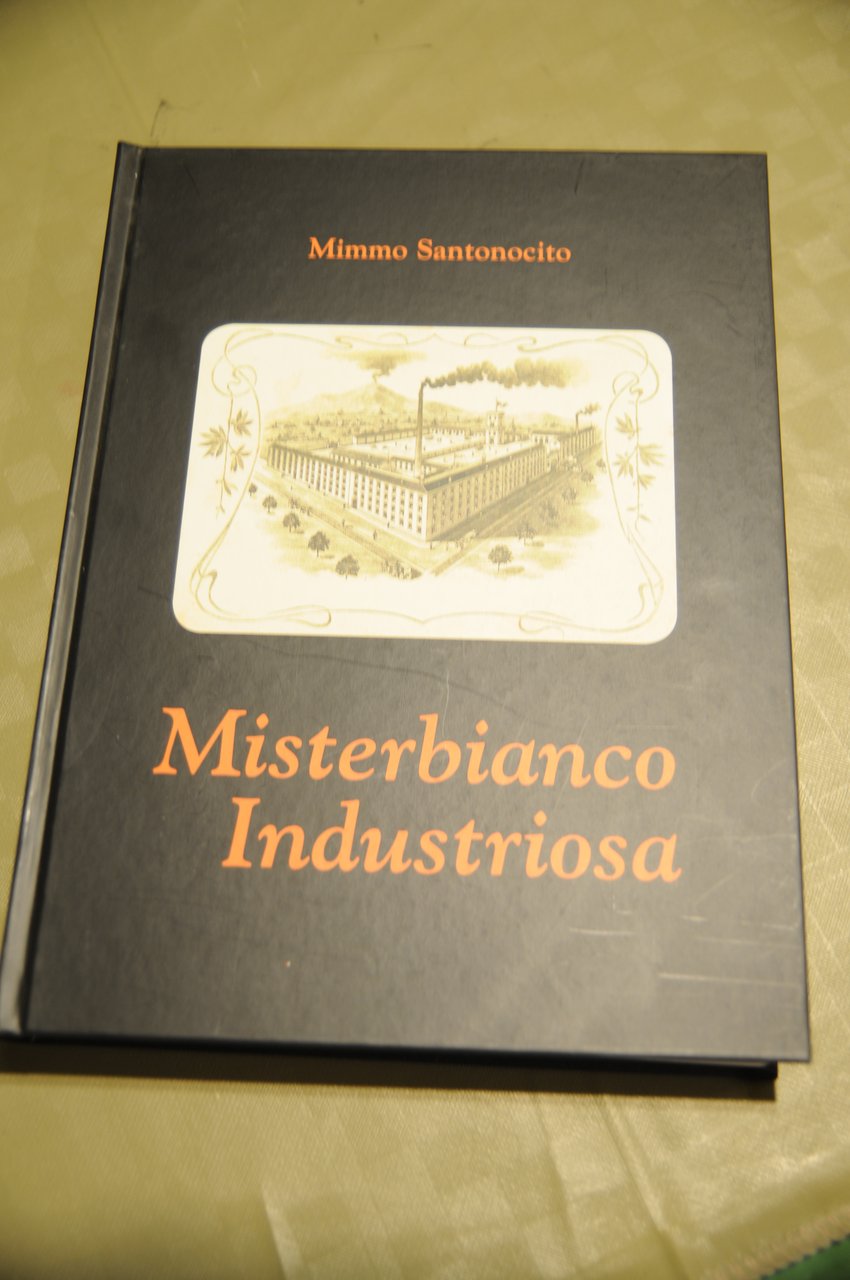 Mimmo Santonocito
Misterbianco
Industriosa